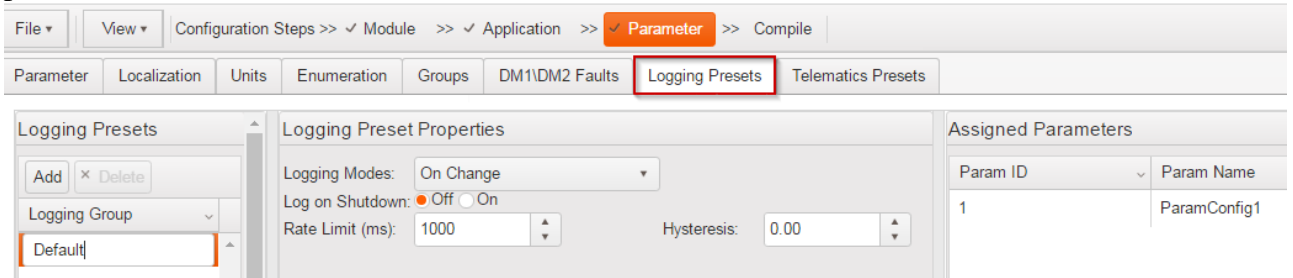 File ▾ View ▾ Configuration Steps >> ✓ Module >> ✓ Application >> ✓ Parameter >> Compile
Parameter Localization Units Enumeration Groups DM1\DM2 Faults Logging Presets Telematics Presets
Logging Presets Logging Preset Properties Assigned Parameters
Add × Delete Logging Modes: On Change Param ID Param Name
Log on Shutdown: Off On
Logging Group Rate Limit (ms): 1000 Hysteresis: 0.00 1 ParamConfig1
Default